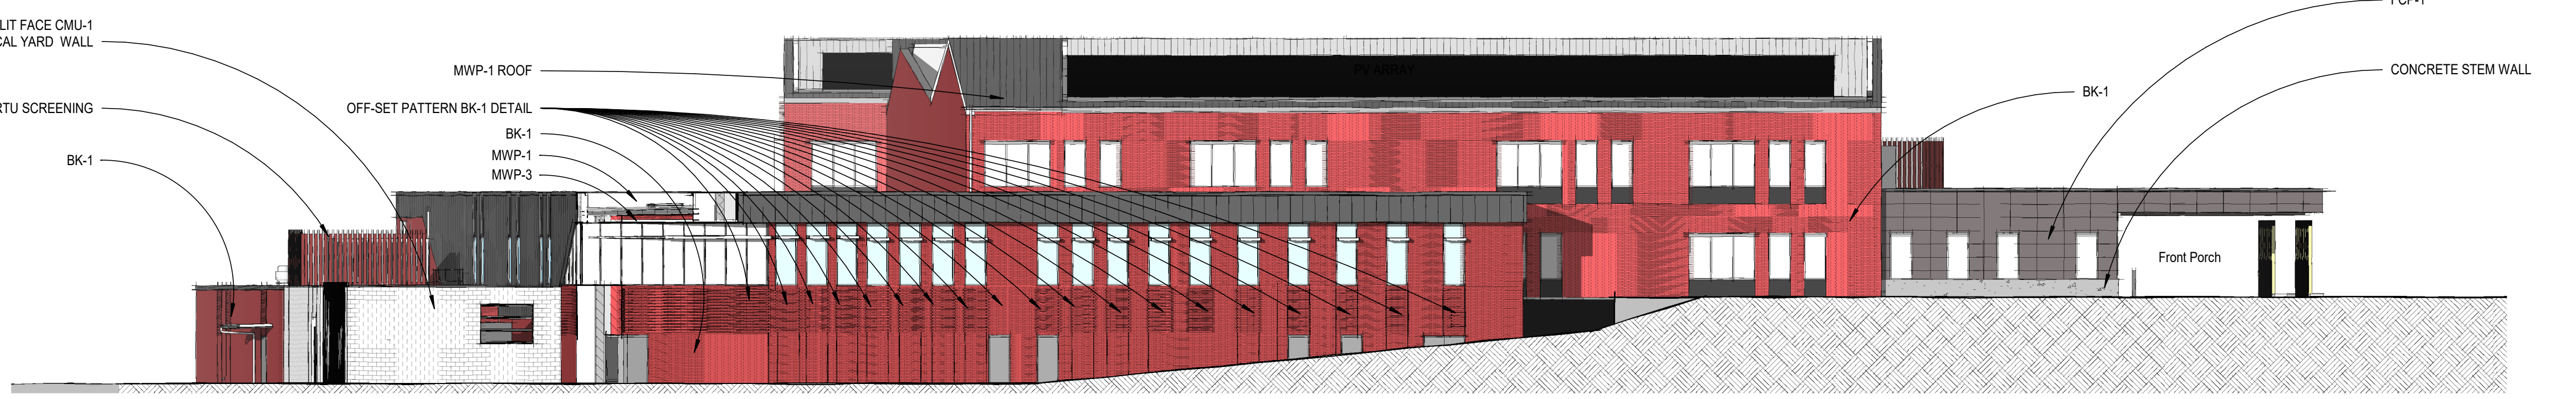 LIT FACE CMU-1
CAL YARD WALL
RTU SCREENING
BK-1
MWP-1 ROOF
OFF-SET PATTERN BK-1 DETAIL
BK-1
MWP-1
MWP-3
PV ARRAY
BK-1
CONCRETE STEM WALL
Front Porch